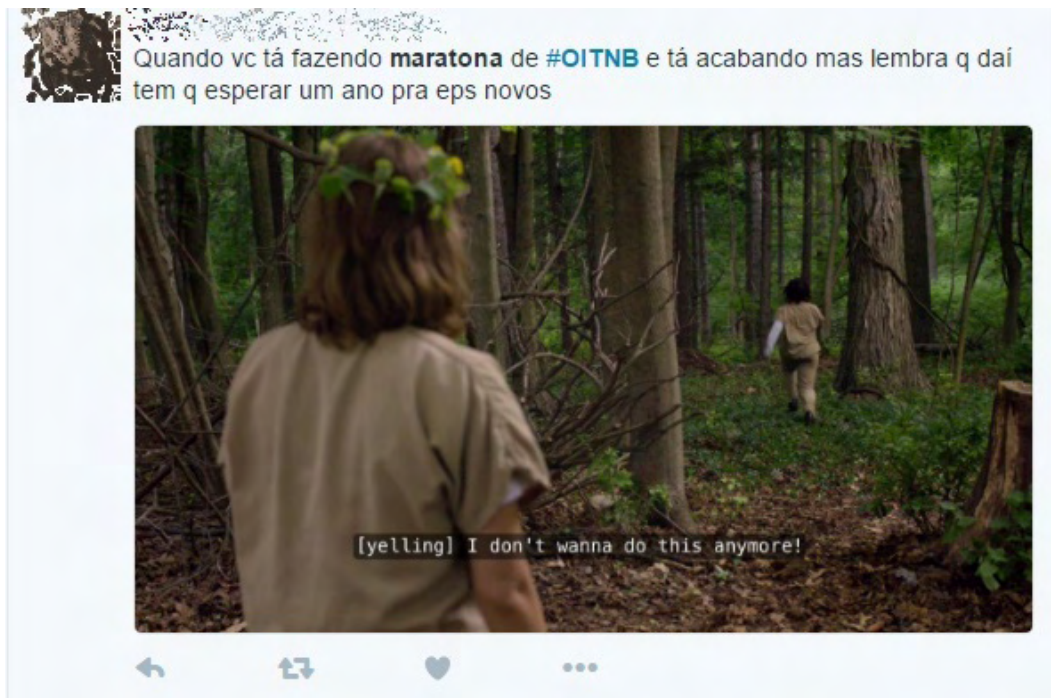 Quando vc tá fazendo maratona de #OITNB e tá acabando mas lembra q daí
tem q esperar um ano pra eps novos
[yelling] I don't wanna do this anymore!